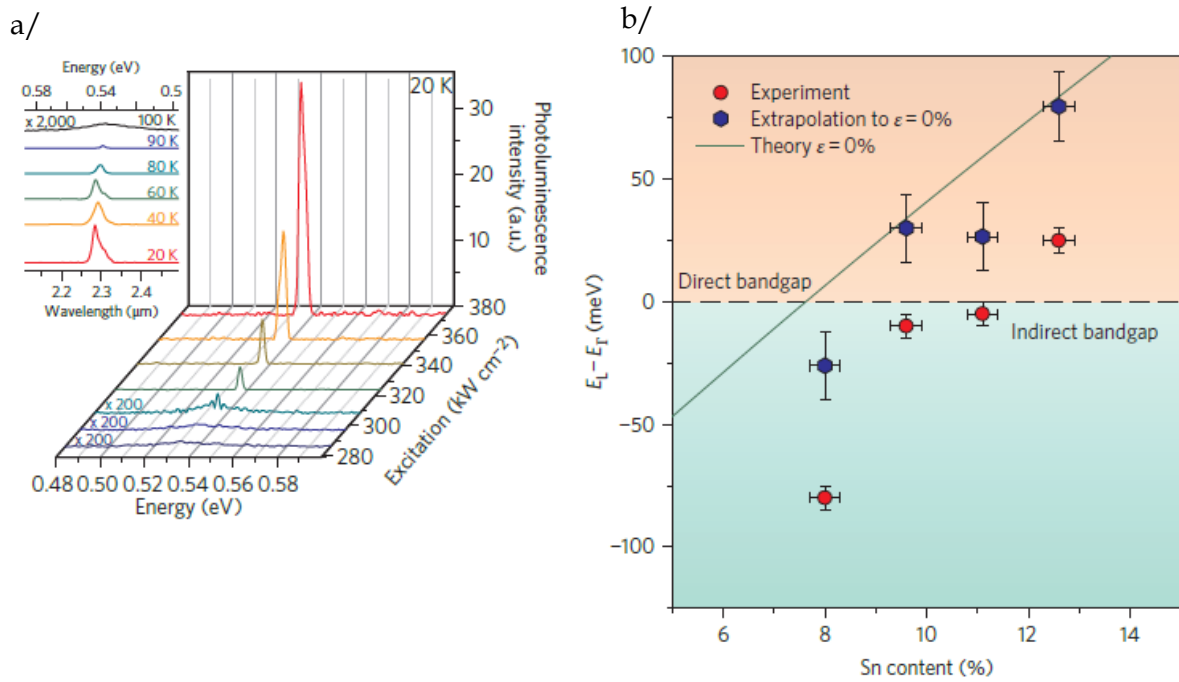 a/
Energy (eV)
0.58 0.54 0.5
x 2,000 100 K
90 K
80 K
60 K
40 K
20 K
2.2 2.3 2.4
Wavelength (μm)
20 K
30
20
10
Photoluminescence
intensity (a.u.)
380
360
340
320
300
280
Excitation (kW cm⁻²)
x 200
x 200
x 200
0.48 0.50 0.52 0.54 0.56 0.58
Energy (eV)
b/
100
50
0
−50
−100
E_L − E_Γ (meV)
Experiment
Extrapolation to ε = 0%
Theory ε = 0%
Direct bandgap
Indirect bandgap
6 8 10 12 14
Sn content (%)